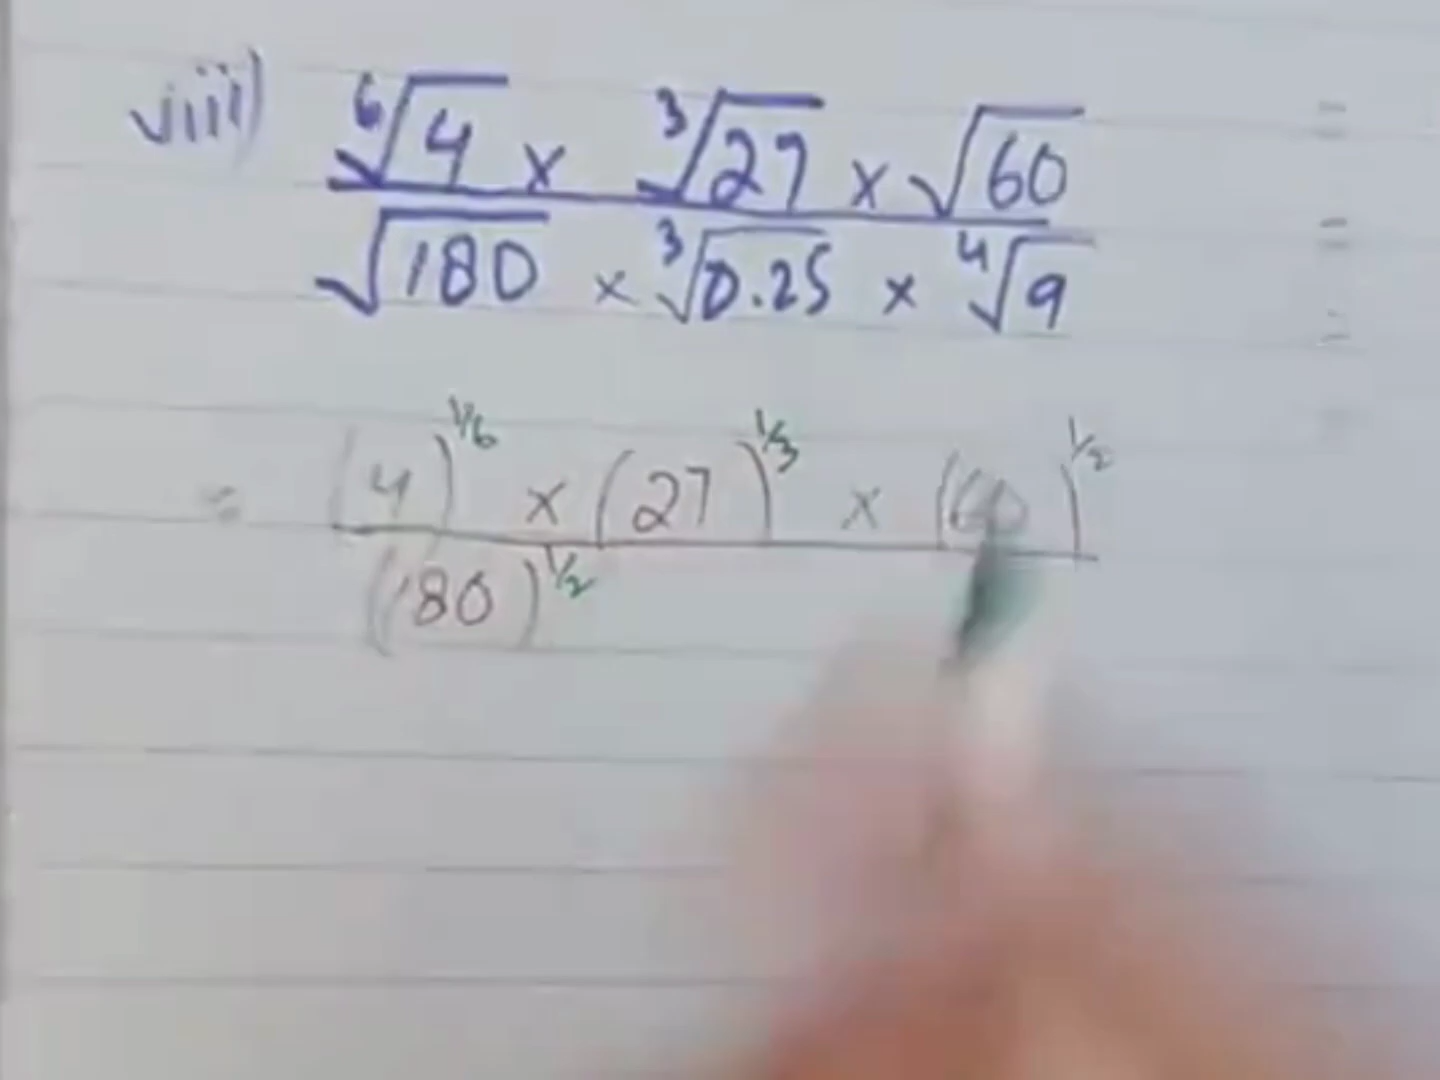 viii) ⁶√4 x ³√27 x √60
√180 x ³√0.25 x ⁴√9
= (4)^1/6 x (27)^1/3 x (60)^1/2
(180)^1/2